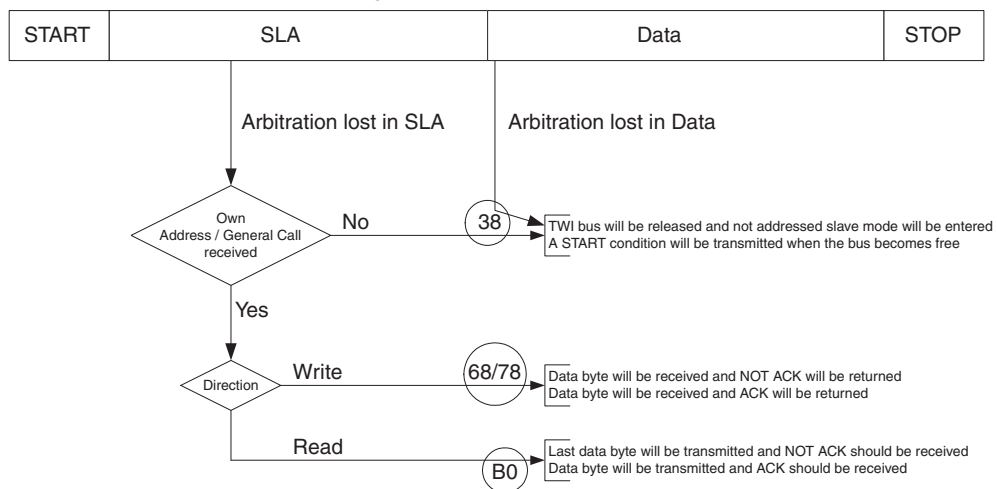 START SLA Data STOP
Arbitration lost in SLA Arbitration lost in Data
Own
Address / General Call
received
No
38
TWI bus will be released and not addressed slave mode will be entered
A START condition will be transmitted when the bus becomes free
Yes
Direction
Write
68/78
Data byte will be received and NOT ACK will be returned
Data byte will be received and ACK will be returned
Read
B0
Last data byte will be transmitted and NOT ACK should be received
Data byte will be transmitted and ACK should be received